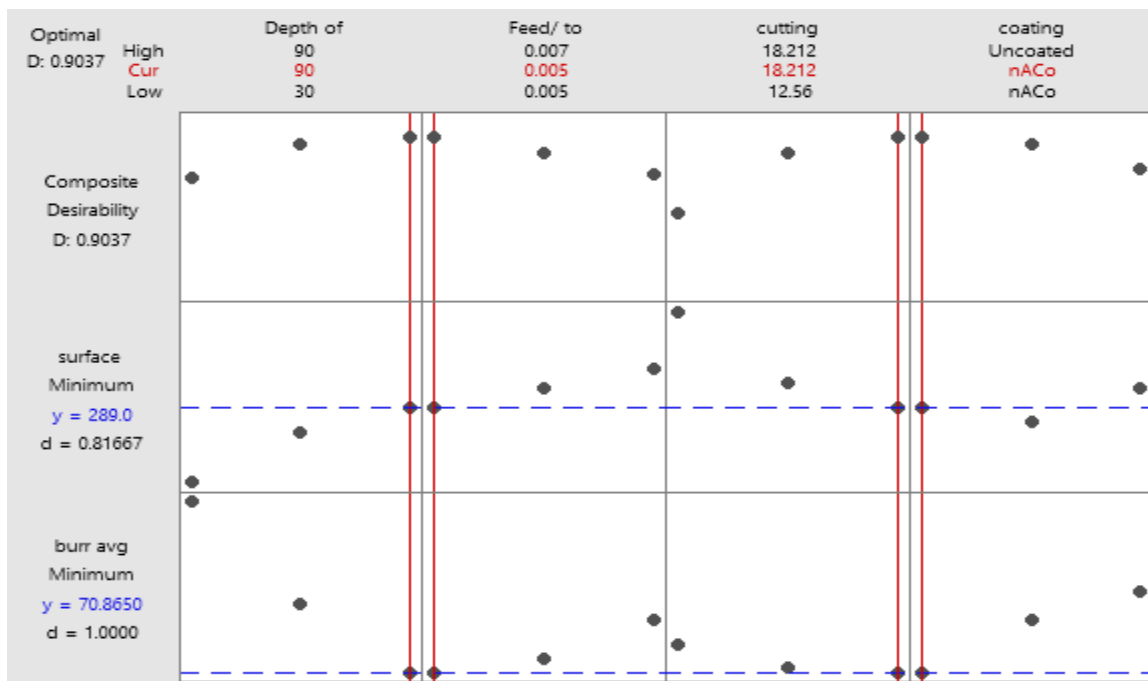 Optimal
D: 0.9037
High
Cur
Low
Depth of
90
90
30
Feed/ to
0.007
0.005
0.005
cutting
18.212
18.212
12.56
coating
Uncoated
nACo
nACo
Composite
Desirability
D: 0.9037
surface
Minimum
y = 289.0
d = 0.81667
burr avg
Minimum
y = 70.8650
d = 1.0000